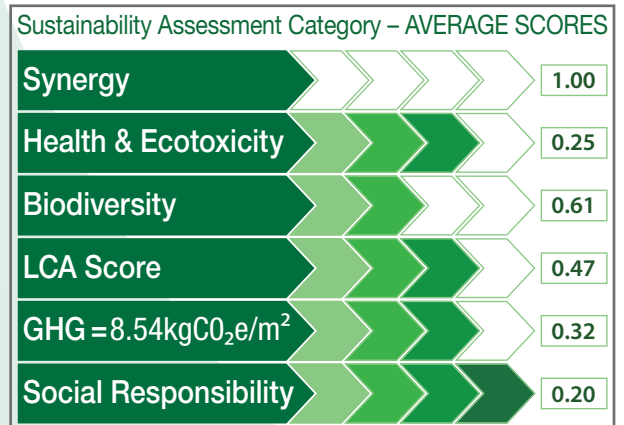 Sustainability Assessment Category – AVERAGE SCORES
Synergy 1.00
Health & Ecotoxicity 0.25
Biodiversity 0.61
LCA Score 0.47
GHG = 8.54kgC0₂e/m² 0.32
Social Responsibility 0.20